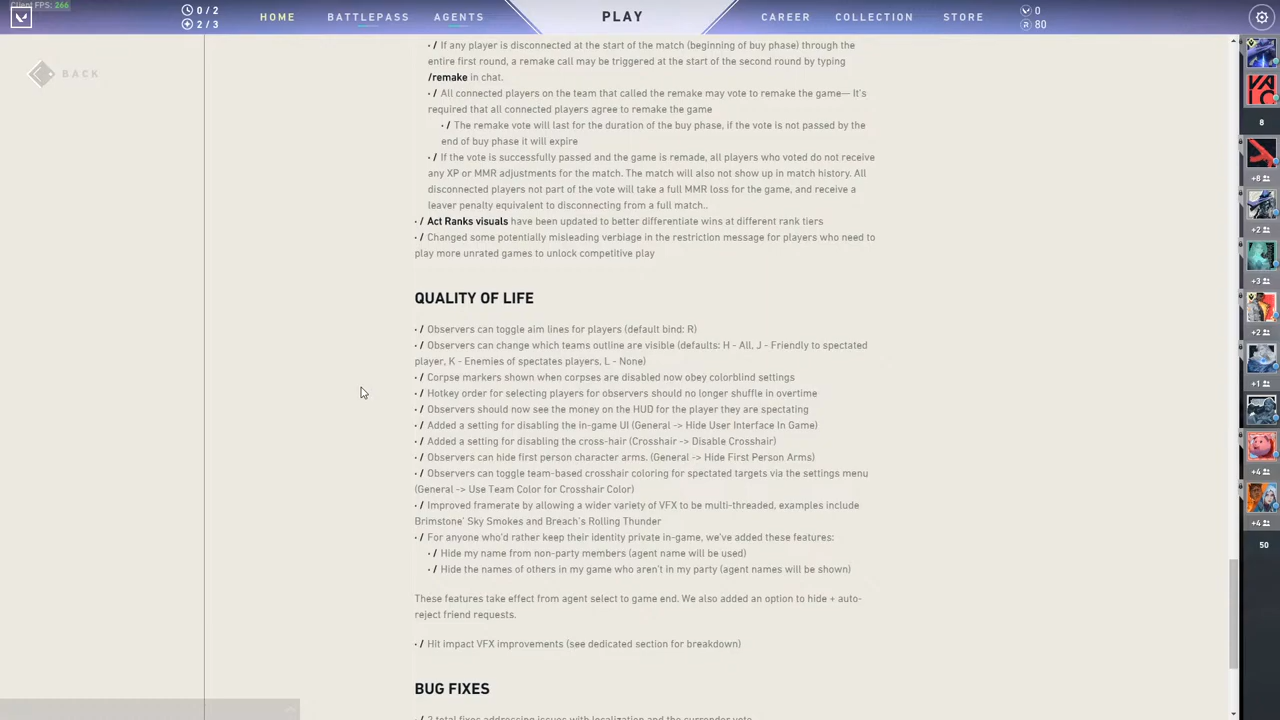 Client FPS: 266
0 / 2
2 / 3
HOME
BATTLEPASS
AGENTS
PLAY
CAREER
COLLECTION
STORE
0
80
BACK
· / If any player is disconnected at the start of the match (beginning of buy phase) through the
entire first round, a remake call may be triggered at the start of the second round by typing
/remake in chat.
· / All connected players on the team that called the remake may vote to remake the game— It's
required that all connected players agree to remake the game
· / The remake vote will last for the duration of the buy phase, if the vote is not passed by the
end of buy phase it will expire
· / If the vote is successfully passed and the game is remade, all players who voted do not receive
any XP or MMR adjustments for the match. The match will also not show up in match history. All
disconnected players not part of the vote will take a full MMR loss for the game, and receive a
leaver penalty equivalent to disconnecting from a full match..
· / Act Ranks visuals have been updated to better differentiate wins at different rank tiers
· / Changed some potentially misleading verbiage in the restriction message for players who need to
play more unrated games to unlock competitive play
QUALITY OF LIFE
· / Observers can toggle aim lines for players (default bind: R)
· / Observers can change which teams outline are visible (defaults: H - All, J - Friendly to spectated
player, K - Enemies of spectates players, L - None)
· / Corpse markers shown when corpses are disabled now obey colorblind settings
· / Hotkey order for selecting players for observers should no longer shuffle in overtime
· / Observers should now see the money on the HUD for the player they are spectating
· / Added a setting for disabling the in-game UI (General -> Hide User Interface In Game)
· / Added a setting for disabling the cross-hair (Crosshair -> Disable Crosshair)
· / Observers can hide first person character arms. (General -> Hide First Person Arms)
· / Observers can toggle team-based crosshair coloring for spectated targets via the settings menu
(General -> Use Team Color for Crosshair Color)
· / Improved framerate by allowing a wider variety of VFX to be multi-threaded, examples include
Brimstone' Sky Smokes and Breach's Rolling Thunder
· / For anyone who'd rather keep their identity private in-game, we've added these features:
· / Hide my name from non-party members (agent name will be used)
· / Hide the names of others in my game who aren't in my party (agent names will be shown)
These features take effect from agent select to game end. We also added an option to hide + auto-
reject friend requests.
· / Hit impact VFX improvements (see dedicated section for breakdown)
BUG FIXES
· / 2 total fixes addressing issues with localization and the surrender vote
8
+8
+2
+3
+2
+1
+4
+4
50